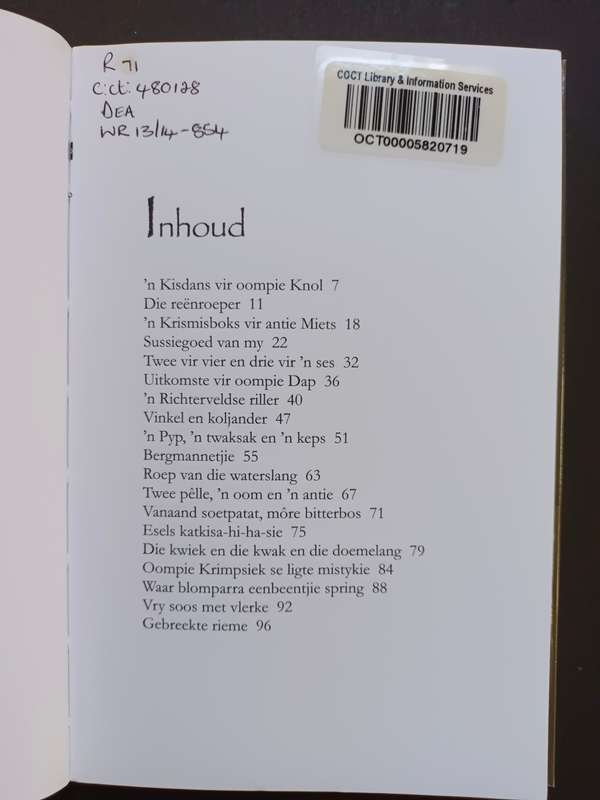 R 71
C:ct: 480128
DEA
WR 13/14-854
COCT Library & Information Services
OCT00005820719
Inhoud
'n Kisdans vir oompie Knol 7
Die reënroeper 11
'n Krismisboks vir antie Miets 18
Sussiegoed van my 22
Twee vir vier en drie vir 'n ses 32
Uitkomste vir oompie Dap 36
'n Richterveldse riller 40
Vinkel en koljander 47
'n Pyp, 'n twaksak en 'n keps 51
Bergmannetjie 55
Roep van die waterslang 63
Twee pêlle, 'n oom en 'n antie 67
Vanaand soetpatat, môre bitterbos 71
Esels katkisa-hi-ha-sie 75
Die kwiek en die kwak en die doemelang 79
Oompie Krimpsiek se ligte mistykie 84
Waar blomparra eenbeentjie spring 88
Vry soos met vlerke 92
Gebreekte rieme 96